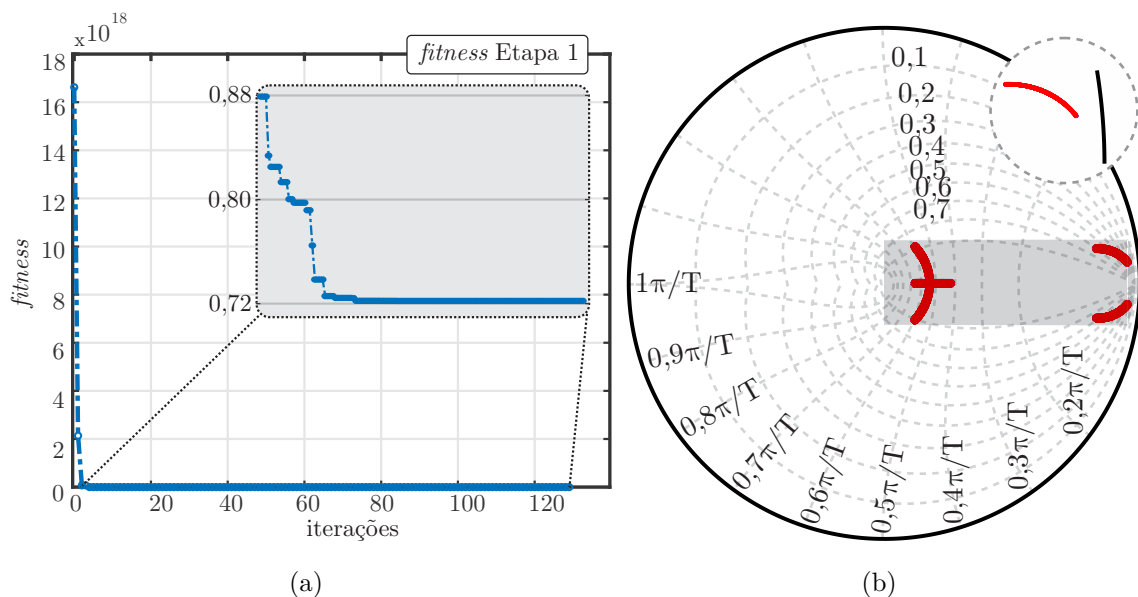 x10^18
fitness Etapa 1
18
16
14
12
10
8
6
4
2
0
fitness
0,88
0,80
0,72
0 20 40 60 80 100 120
iterações
(a)
0,1
0,2
0,3
0,4
0,5
0,6
0,7
1π/T
0,9π/T
0,8π/T
0,7π/T
0,6π/T
0,5π/T
0,4π/T
0,3π/T
0,2π/T
(b)